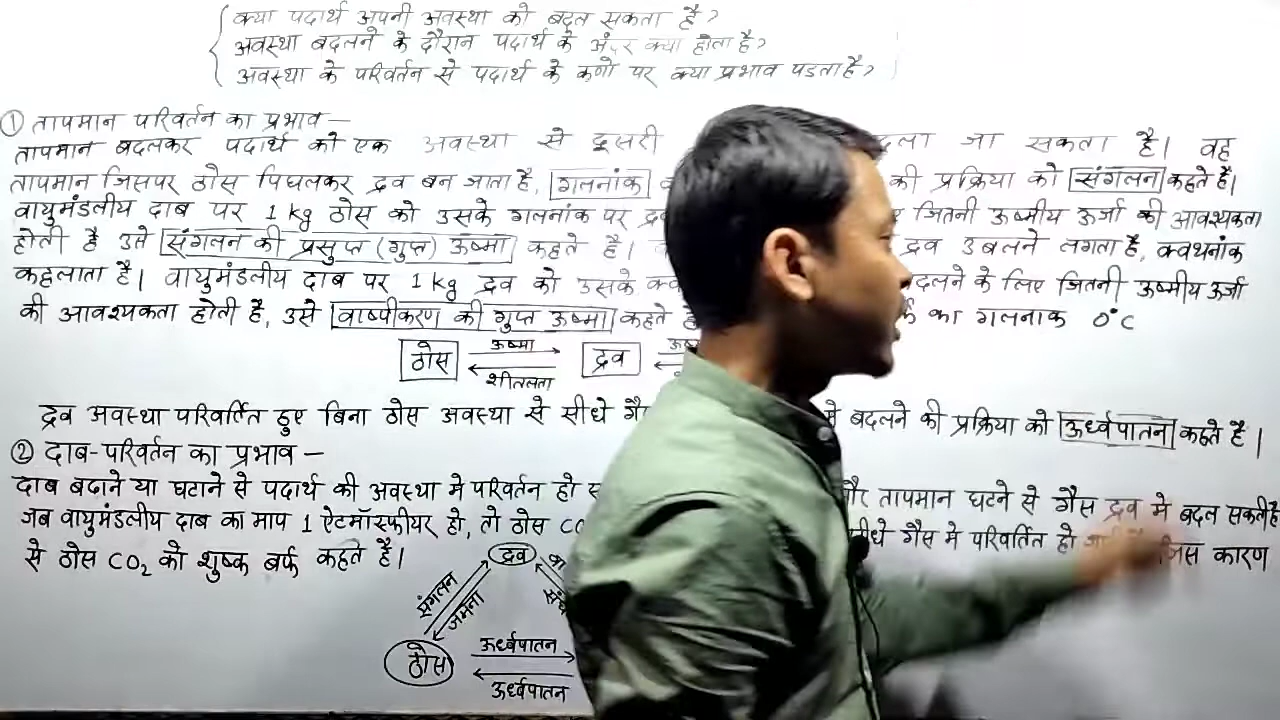 क्या पदार्थ अपनी अवस्था को बदल सकता है?
अवस्था बदलने के दौरान पदार्थ के अंदर क्या होता है?
अवस्था के परिवर्तन से पदार्थ के कणो पर क्या प्रभाव पडता है?
① तापमान परिवर्तन का प्रभाव—
तापमान बदलकर पदार्थ को एक अवस्था से दूसरी जा सकता है। वह
तापमान जिसपर ठोस पिघलकर द्रव बन जाता है, गलनांक की प्रक्रिया को संगलन कहते हैं।
वायुमंडलीय दाब पर 1 kg ठोस को उसके गलनांक पर जितनी ऊष्मीय ऊर्जा की आवश्यकता
होती है उसे संगलन की प्रसुप्त (गुप्त) ऊष्मा कहते है। द्रव उबलने लगता है, क्वथनांक
कहलाता है। वायुमंडलीय दाब पर 1 kg द्रव को उसके के लिए जितनी ऊष्मीय ऊर्जा
की आवश्यकता होती है, उसे वाष्पीकरण की गुप्त ऊष्मा कहते का गलनाक 0°C
ठोस ऊष्मा द्रव
शीतलता
द्रव अवस्था परिवर्तित हुए बिना ठोस अवस्था से सीधे मे बदलने की प्रक्रिया को ऊर्ध्वपातन कहते है।
② दाब-परिवर्तन का प्रभाव —
दाब बढाने या घटाने से पदार्थ की अवस्था मे परिवर्तन हो तापमान घटने से गैस द्रव मे बदल सकती है
जब वायुमंडलीय दाब का माप 1 ऐटमॉस्फीयर हो, तो ठोस गैस मे परिवर्तित हो जिस कारण
से ठोस CO₂ को शुष्क बर्फ कहते है।
द्रव
संगलन
जमना
ठोस
ऊर्ध्वपातन
ऊर्ध्वपातन